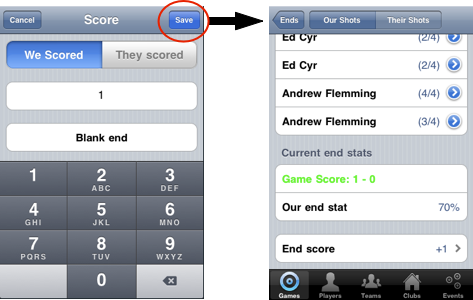 Cancel Score Save
We Scored They scored
1
Blank end
1 2 ABC 3 DEF
4 GHI 5 JKL 6 MNO
7 PQRS 8 TUV 9 WXYZ
0
Ends Our Shots Their Shots
Ed Cyr (2/4)
Ed Cyr (2/4)
Andrew Flemming (4/4)
Andrew Flemming (3/4)
Current end stats
Game Score: 1 - 0
Our end stat 70%
End score +1
Games Players Teams Clubs Events